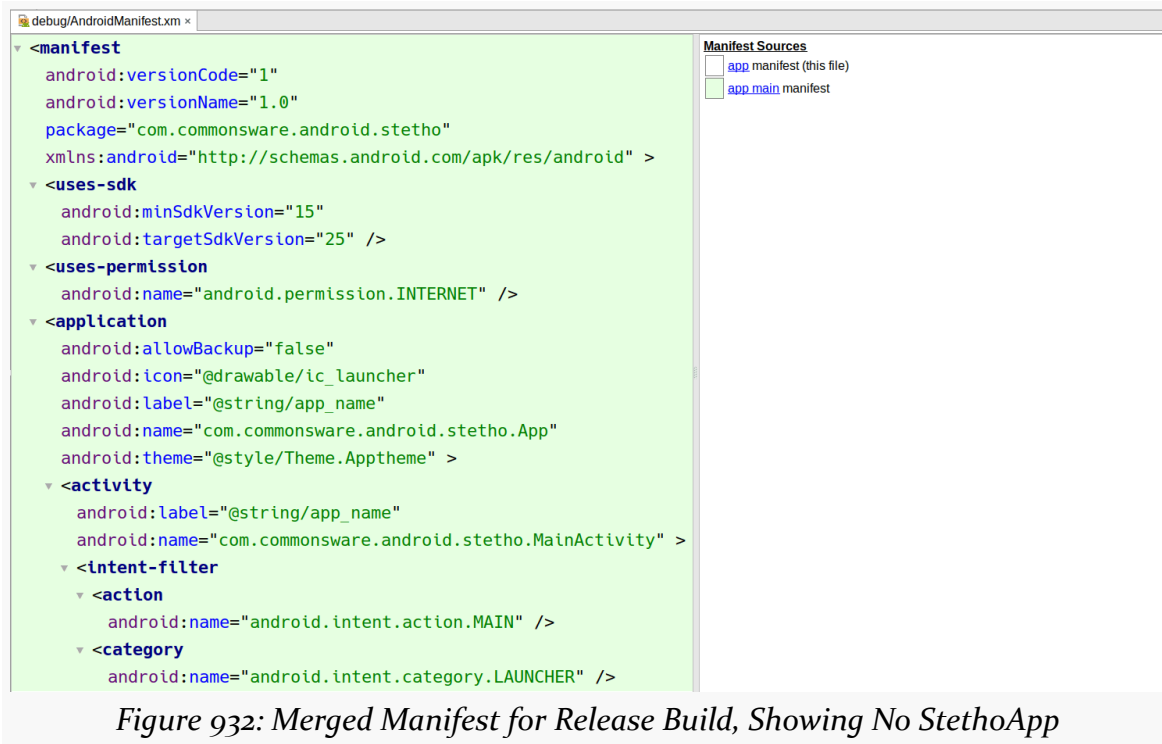 debug/AndroidManifest.xm ×
<manifest
android:versionCode="1"
android:versionName="1.0"
package="com.commonsware.android.stetho"
xmlns:android="http://schemas.android.com/apk/res/android" >
<uses-sdk
android:minSdkVersion="15"
android:targetSdkVersion="25" />
<uses-permission
android:name="android.permission.INTERNET" />
<application
android:allowBackup="false"
android:icon="@drawable/ic_launcher"
android:label="@string/app_name"
android:name="com.commonsware.android.stetho.App"
android:theme="@style/Theme.Apptheme" >
<activity
android:label="@string/app_name"
android:name="com.commonsware.android.stetho.MainActivity" >
<intent-filter
<action
android:name="android.intent.action.MAIN" />
<category
android:name="android.intent.category.LAUNCHER" />
Manifest Sources
app manifest (this file)
app main manifest
Figure 932: Merged Manifest for Release Build, Showing No StethoApp